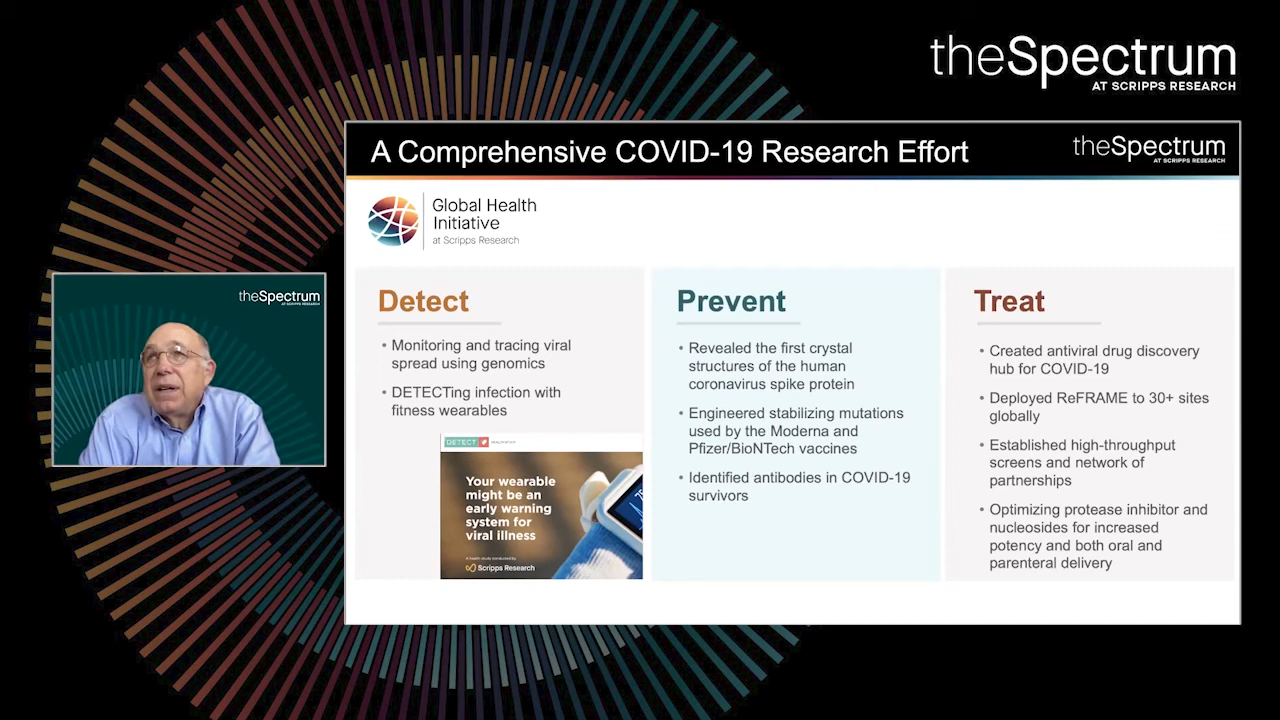 theSpectrum
AT SCRIPPS RESEARCH
A Comprehensive COVID-19 Research Effort
theSpectrum
AT SCRIPPS RESEARCH
Global Health
Initiative
at Scripps Research
theSpectrum
AT SCRIPPS RESEARCH
Detect
• Monitoring and tracing viral
spread using genomics
• DETECTing infection with
fitness wearables
DETECT
Your wearable
might be an
early warning
system for
viral illness
A health study conducted by
Scripps Research
Prevent
• Revealed the first crystal
structures of the human
coronavirus spike protein
• Engineered stabilizing mutations
used by the Moderna and
Pfizer/BioNTech vaccines
• Identified antibodies in COVID-19
survivors
Treat
• Created antiviral drug discovery
hub for COVID-19
• Deployed ReFRAME to 30+ sites
globally
• Established high-throughput
screens and network of
partnerships
• Optimizing protease inhibitor and
nucleosides for increased
potency and both oral and
parenteral delivery